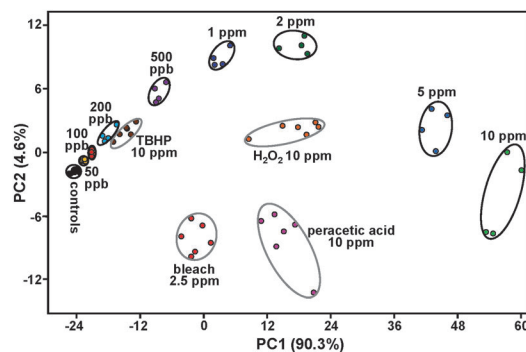 12
6
0
-6
-12
PC2 (4.6%)
1 ppm
2 ppm
500
ppb
200
ppb
100
ppb
50 ppb
controls
TBHP
10 ppm
H₂O₂ 10 ppm
5 ppm
10 ppm
bleach
2.5 ppm
peracetic acid
10 ppm
-24 -12 0 12 24 36 48 60
PC1 (90.3%)